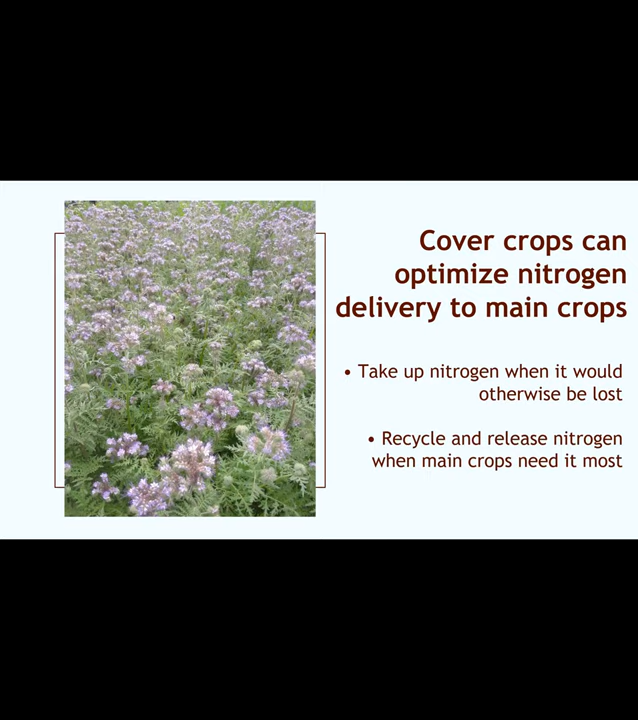 Cover crops can
optimize nitrogen
delivery to main crops
• Take up nitrogen when it would
otherwise be lost
• Recycle and release nitrogen
when main crops need it most